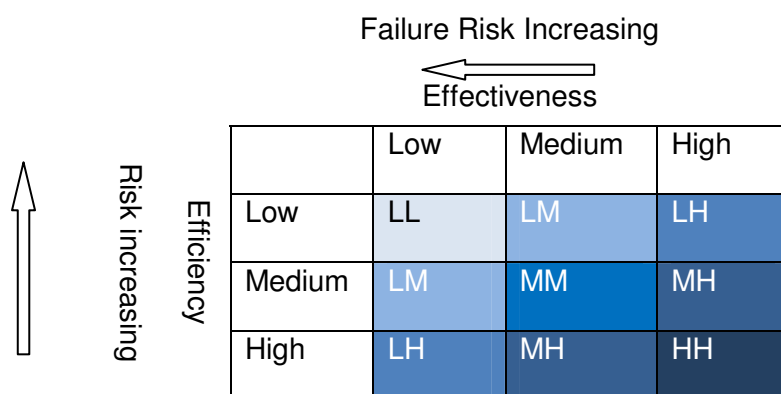 Failure Risk Increasing
Effectiveness
Low Medium High
Risk increasing
Efficiency
Low LL LM LH
Medium LM MM MH
High LH MH HH